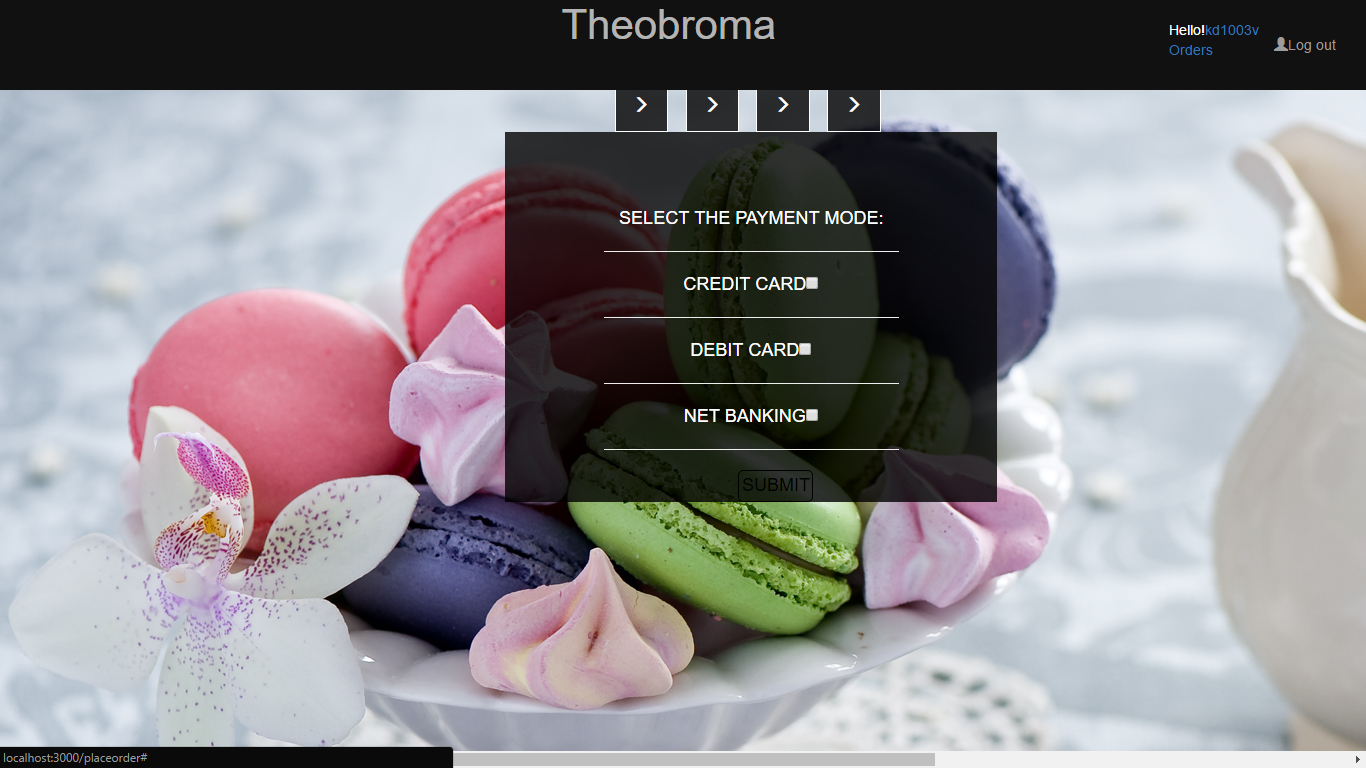 Theobroma
Hello!kd1003v
Orders
Log out
> > > >
SELECT THE PAYMENT MODE:
CREDIT CARD
DEBIT CARD
NET BANKING
SUBMIT
localhost:3000/placeorder#